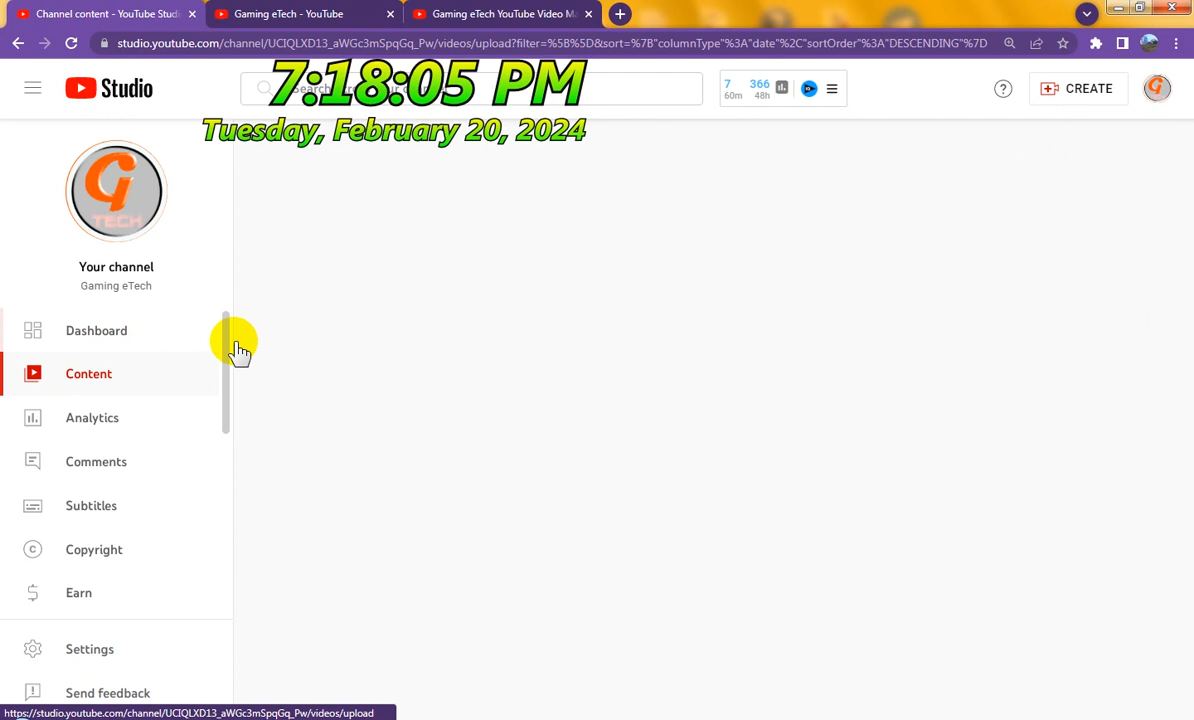 Channel content - YouTube Studi
Gaming eTech - YouTube
Gaming eTech YouTube Video Ma
studio.youtube.com/channel/UCIQLXD13_aWGc3mSpqGq_Pw/videos/upload?filter=%5B%5D&sort=%7B"columnType"%3A"date"%2C"sortOrder"%3A"DESCENDING"%7D
Studio
7:18:05 PM
Tuesday, February 20, 2024
7 366
60m 48h
CREATE
G
TECH
Your channel
Gaming eTech
Dashboard
Content
Analytics
Comments
Subtitles
Copyright
Earn
Settings
Send feedback
https://studio.youtube.com/channel/UCIQLXD13_aWGc3mSpqGq_Pw/videos/upload